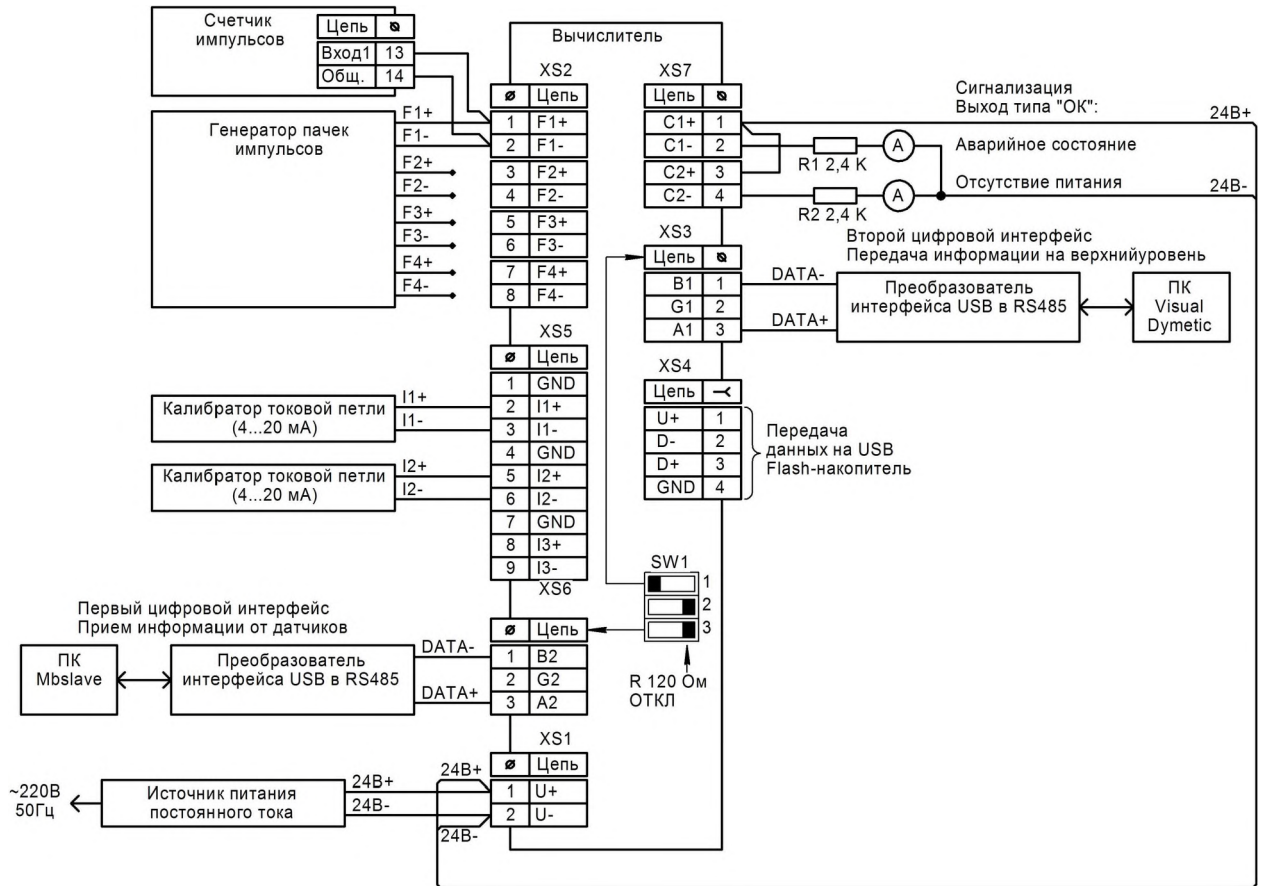 Счетчик
импульсов
Цепь
Вход1 13
Общ. 14
Генератор пачек
импульсов
F1+
F1-
F2+
F2-
F3+
F3-
F4+
F4-
Вычислитель
XS2
Цепь
1 F1+
2 F1-
3 F2+
4 F2-
5 F3+
6 F3-
7 F4+
8 F4-
XS7
Цепь
C1+ 1
C1- 2
C2+ 3
C2- 4
R1 2,4 K
A
R2 2,4 K
A
Сигнализация
Выход типа "ОК":
24В+
Аварийное состояние
Отсутствие питания
24В-
XS3
Цепь
B1 1
G1 2
A1 3
DATA-
DATA+
Второй цифровой интерфейс
Передача информации на верхнийуровень
Преобразователь
интерфейса USB в RS485
ПК
Visual
Dymetic
XS5
Цепь
1 GND
2 I1+
3 I1-
4 GND
5 I2+
6 I2-
7 GND
8 I3+
9 I3-
Калибратор токовой петли
(4...20 мА)
I1+
I1-
Калибратор токовой петли
(4...20 мА)
I2+
I2-
XS4
Цепь
U+ 1
D- 2
D+ 3
GND 4
Передача
данных на USB
Flash-накопитель
SW1
1
2
3
R 120 Ом
ОТКЛ
XS6
Цепь
1 B2
2 G2
3 A2
Первый цифровой интерфейс
Прием информации от датчиков
ПК
Mbslave
Преобразователь
интерфейса USB в RS485
DATA-
DATA+
XS1
Цепь
1 U+
2 U-
~220В
50Гц
Источник питания
постоянного тока
24В+
24В-
24В+
24В-